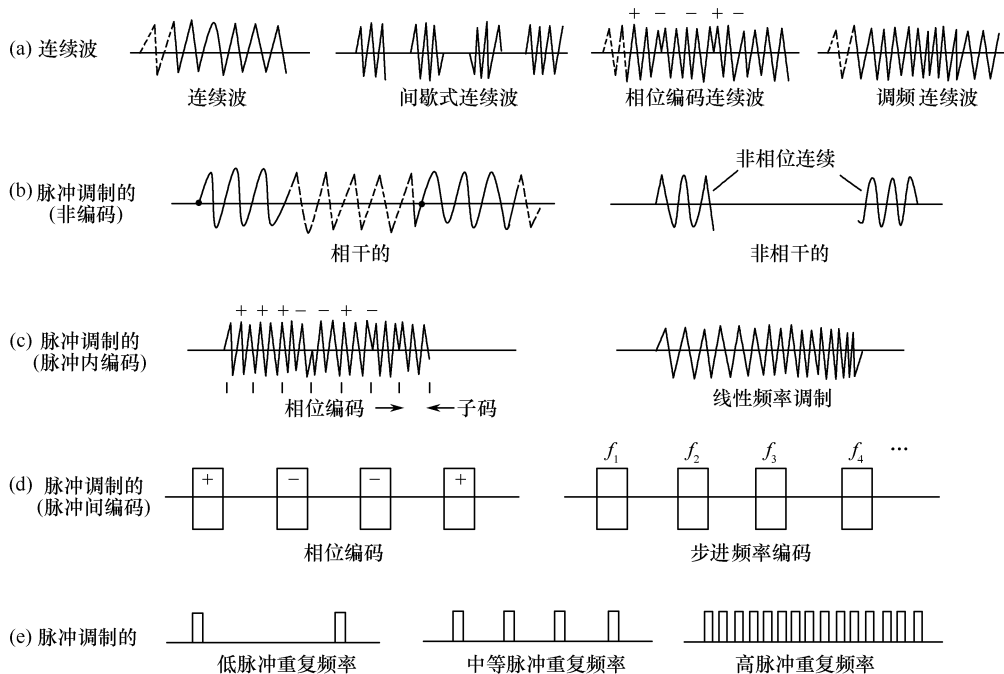 + − − + −
(a) 连续波
连续波 间歇式连续波 相位编码连续波 调频连续波
非相位连续
(b) 脉冲调制的
(非编码)
相干的 非相干的
+ + + − − + −
(c) 脉冲调制的
(脉冲内编码)
相位编码 子码 线性频率调制
f1 f2 f3 f4 …
(d) 脉冲调制的 + − − +
(脉冲间编码)
相位编码 步进频率编码
(e) 脉冲调制的
低脉冲重复频率 中等脉冲重复频率 高脉冲重复频率